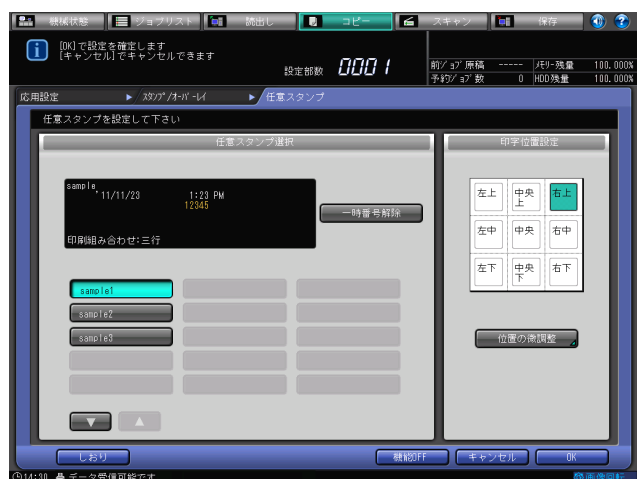 機械状態 ジョブリスト 読出し コピー スキャン 保存
[OK]で設定を確定します
[キャンセル]でキャンセルできます
設定部数 0001
前ジョブ原稿 ----- メモリ-残量 100.000%
予約ジョブ数 0 HDD残量 100.000%
応用設定 スタンプ/オーバーレイ 任意スタンプ
任意スタンプを設定して下さい
任意スタンプ選択
印字位置設定
sample
'11/11/23 1:23 PM
12345
印刷組み合わせ:三行
一時番号解除
左上 中央上 右上
左中 中央 右中
左下 中央下 右下
sample1
sample2
sample3
位置の微調整
しおり 機能OFF キャンセル OK
14:30 データ受信可能です 画像回転